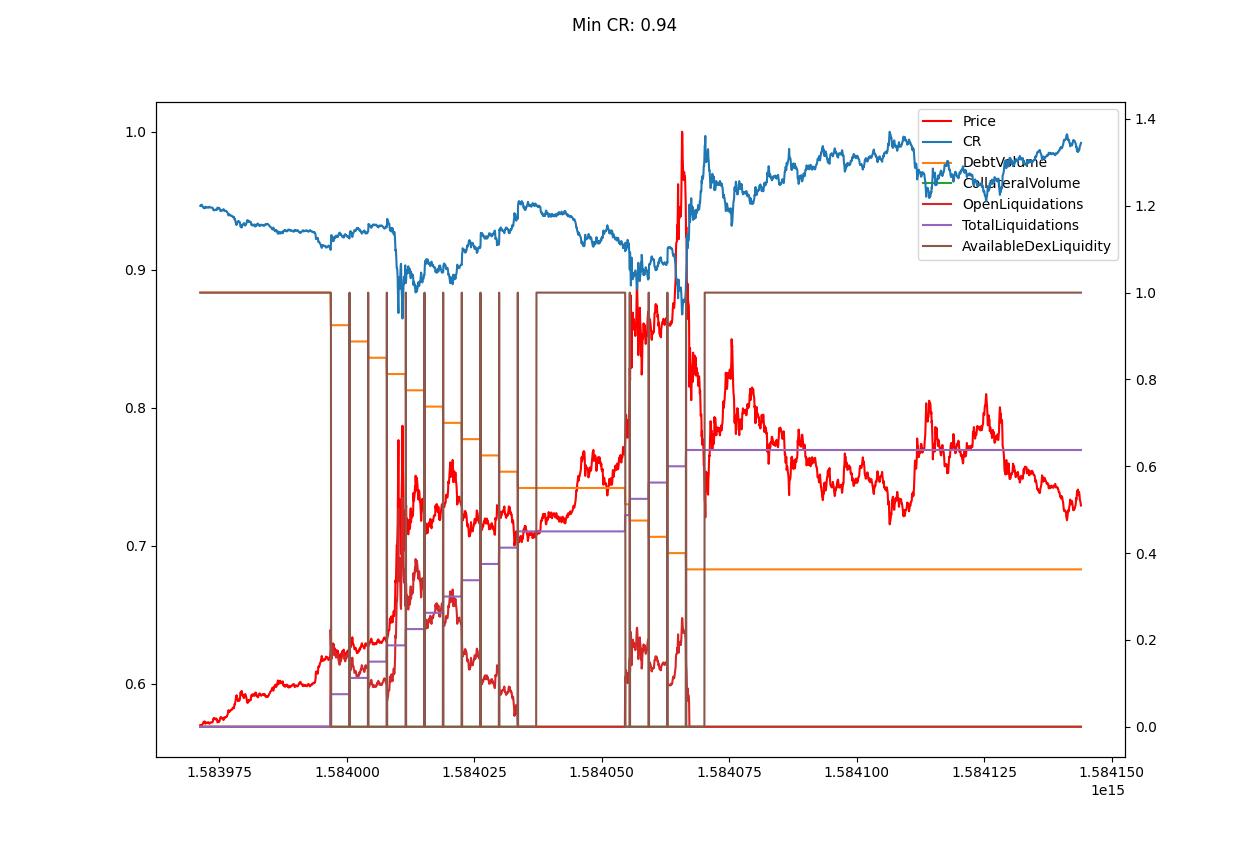 Min CR: 0.94
1.0
0.9
0.8
0.7
0.6
1.4
1.2
1.0
0.8
0.6
0.4
0.2
0.0
Price
CR
DebtVolume
CollateralVolume
OpenLiquidations
TotalLiquidations
AvailableDexLiquidity
1.583975 1.584000 1.584025 1.584050 1.584075 1.584100 1.584125 1.584150
1e15